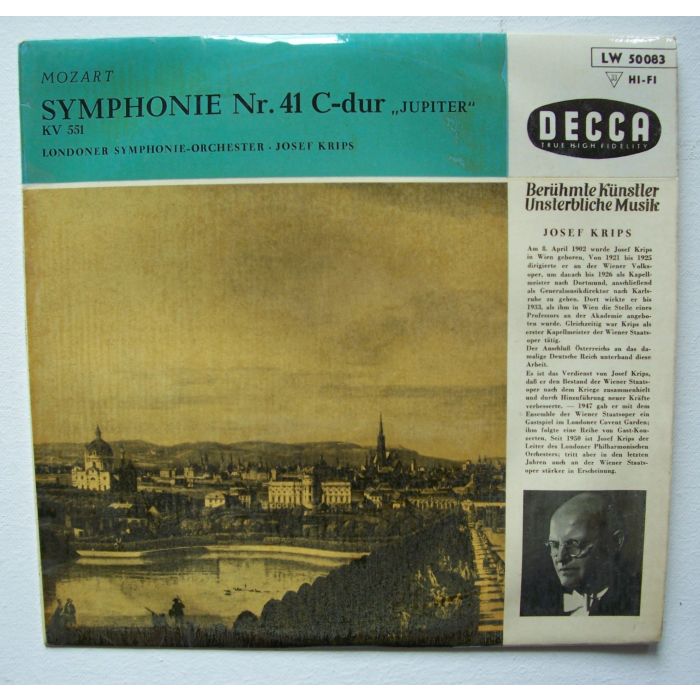 MOZART
SYMPHONIE Nr. 41 C-dur „JUPITER“
KV 551
LONDONER SYMPHONIE-ORCHESTER · JOSEF KRIPS
LW 50083
33 HI-FI
DECCA
TRUE HIGH FIDELITY
Berühmte Künstler
Unsterbliche Musik
JOSEF KRIPS
Am 8. April 1902 wurde Josef Krips
in Wien geboren. Von 1921 bis 1925
dirigierte er an der Wiener Volks-
oper, um danach bis 1926 als Kapell-
meister nach Dortmund, anschließend
als Generalmusikdirektor nach Karls-
ruhe zu gehen. Dort wirkte er bis
1933, als ihm in Wien die Stelle eines
Professors an der Akademie angebo-
ten wurde. Gleichzeitig war Krips als
erster Kapellmeister der Wiener Staats-
oper tätig.
Der Anschluß Österreichs an das da-
malige Deutsche Reich unterband diese
Arbeit.
Es ist das Verdienst von Josef Krips,
daß er den Bestand der Wiener Staats-
oper nach dem Kriege zusammenhielt
und durch Hinzuführung neuer Kräfte
verbesserte. — 1947 gab er mit dem
Ensemble der Wiener Staatsoper ein
Gastspiel im Londoner Covent Garden;
ihm folgte eine Reihe von Gast-Kon-
zerten. Seit 1950 ist Josef Krips der
Leiter des Londoner Philharmonischen
Orchesters; tritt aber in den letzten
Jahren auch an der Wiener Staats-
oper stärker in Erscheinung.